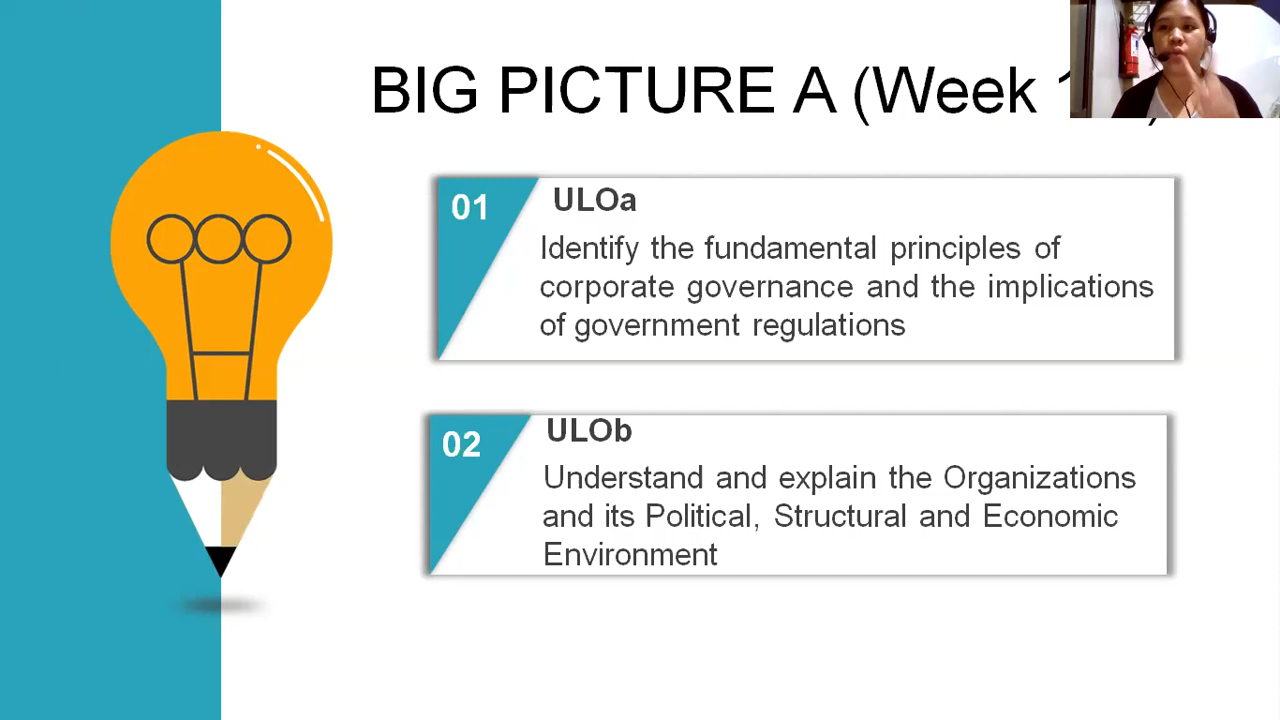 BIG PICTURE A (Week
01
ULOa
Identify the fundamental principles of
corporate governance and the implications
of government regulations
02
ULOb
Understand and explain the Organizations
and its Political, Structural and Economic
Environment